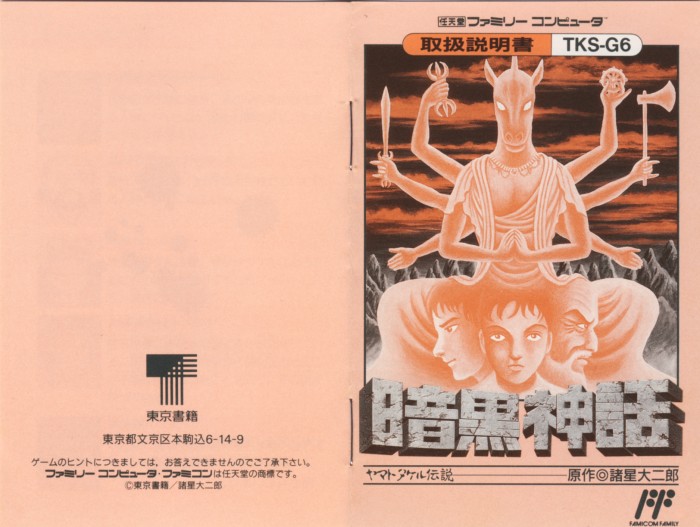 東京書籍
東京都文京区本駒込6-14-9
ゲームのヒントにつきましては、お答えできませんのでご了承下さい。
ファミリー コンピュータ・ファミコンは任天堂の商標です。
©東京書籍／諸星大二郎
任天堂 ファミリー コンピュータ™
取扱説明書 TKS-G6
暗黒神話
ヤマトタケル伝説 原作◎諸星大二郎
FF
FAMICOM FAMILY